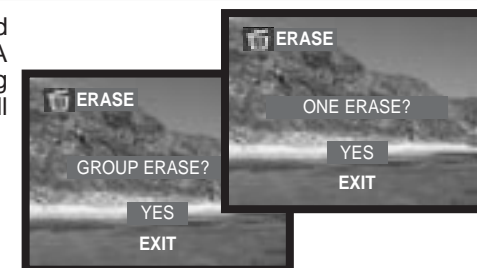 ERASE
GROUP ERASE?
YES
EXIT
ERASE
ONE ERASE?
YES
EXIT